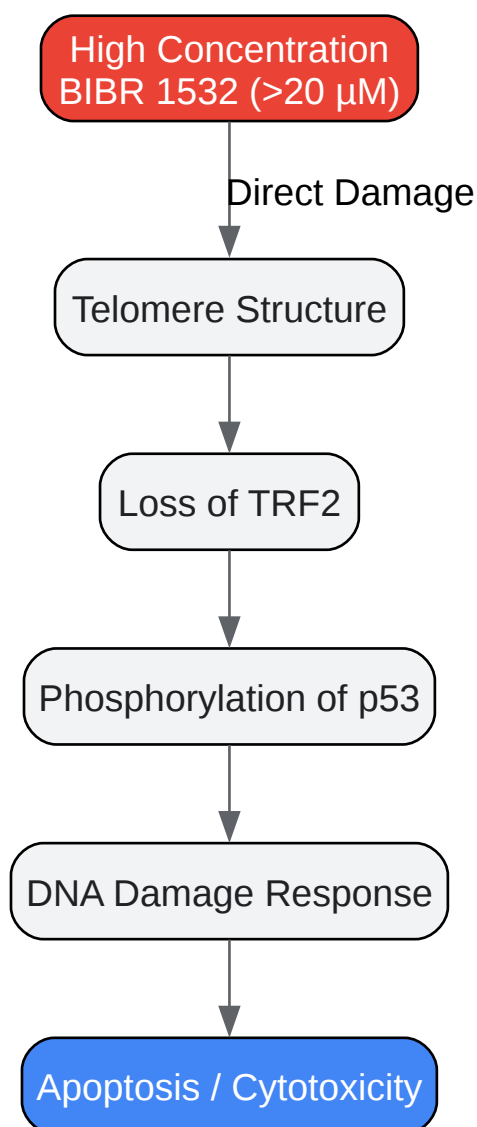 High Concentration
BIBR 1532 (>20 µM)
Direct Damage
Telomere Structure
Loss of TRF2
Phosphorylation of p53
DNA Damage Response
Apoptosis / Cytotoxicity